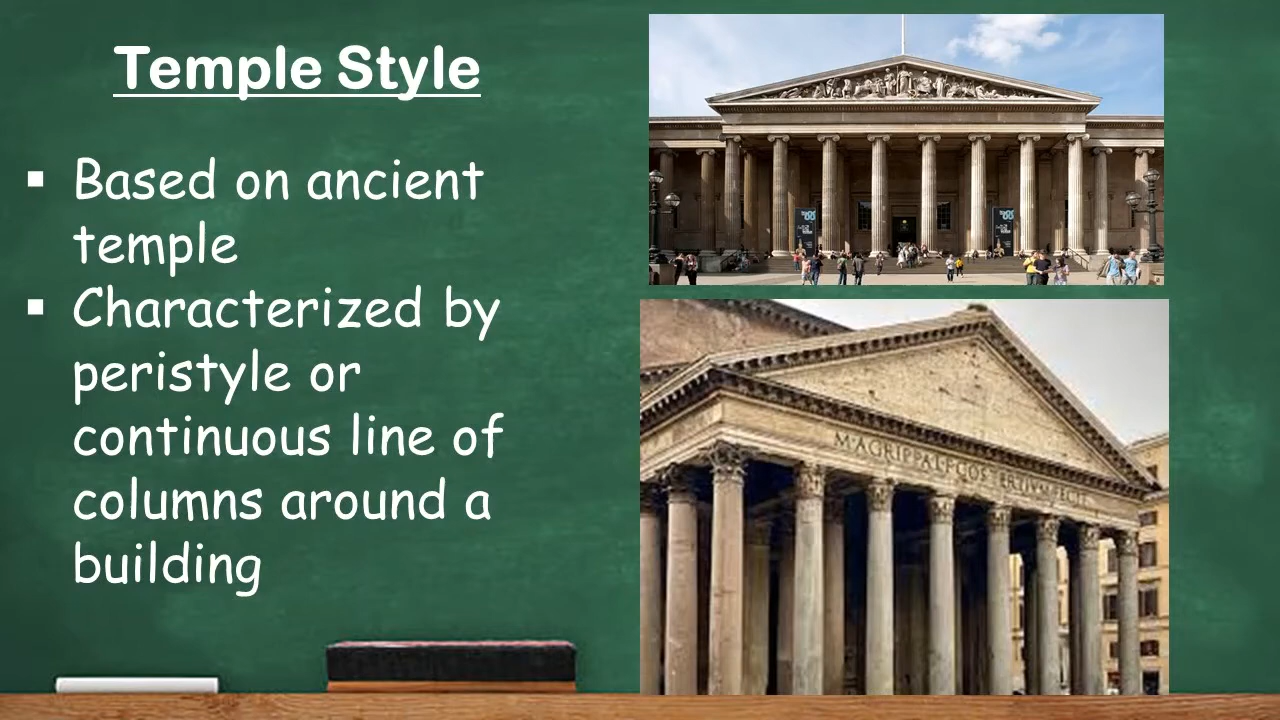 Temple Style
▪ Based on ancient
temple
▪ Characterized by
peristyle or
continuous line of
columns around a
building
M·AGRIPPA·L·F·COS·TERTIVM·FECIT